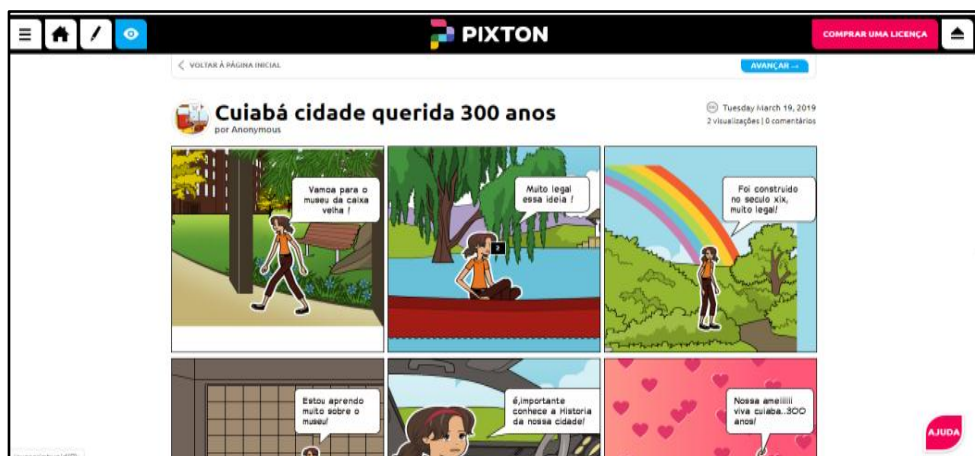 PIXTON
COMPRAR UMA LICENÇA
VOLTAR À PÁGINA INICIAL
AVANÇAR →
Cuiabá cidade querida 300 anos
por Anonymous
Tuesday March 19, 2019
2 visualizações | 0 comentários
Vamoa para o
museu da caixa
velha !
Muito legal
essa ideia !
Foi construido
no seculo xix,
muito legal!
Estou aprendo
muito sobre o
museu!
é,importante
conhece a Historia
da nossa cidade!
Nossa ameiiiiii
viva cuiaba..300
anos!
AJUDA